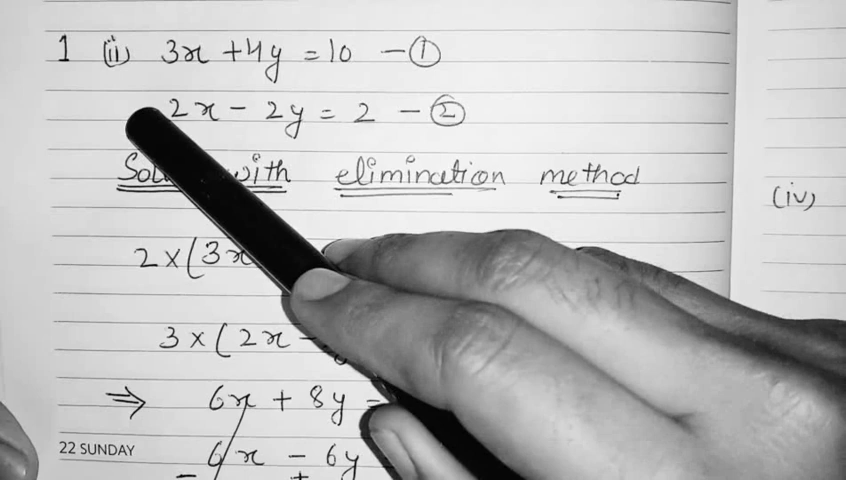 1 (ii) 3x + 4y = 10 — ①
2x - 2y = 2 — ②
with elimination method
(iv)
2 × (3x
3 × ( 2x -
⇒ 6x + 8y =
6x - 6y
- +
22 SUNDAY